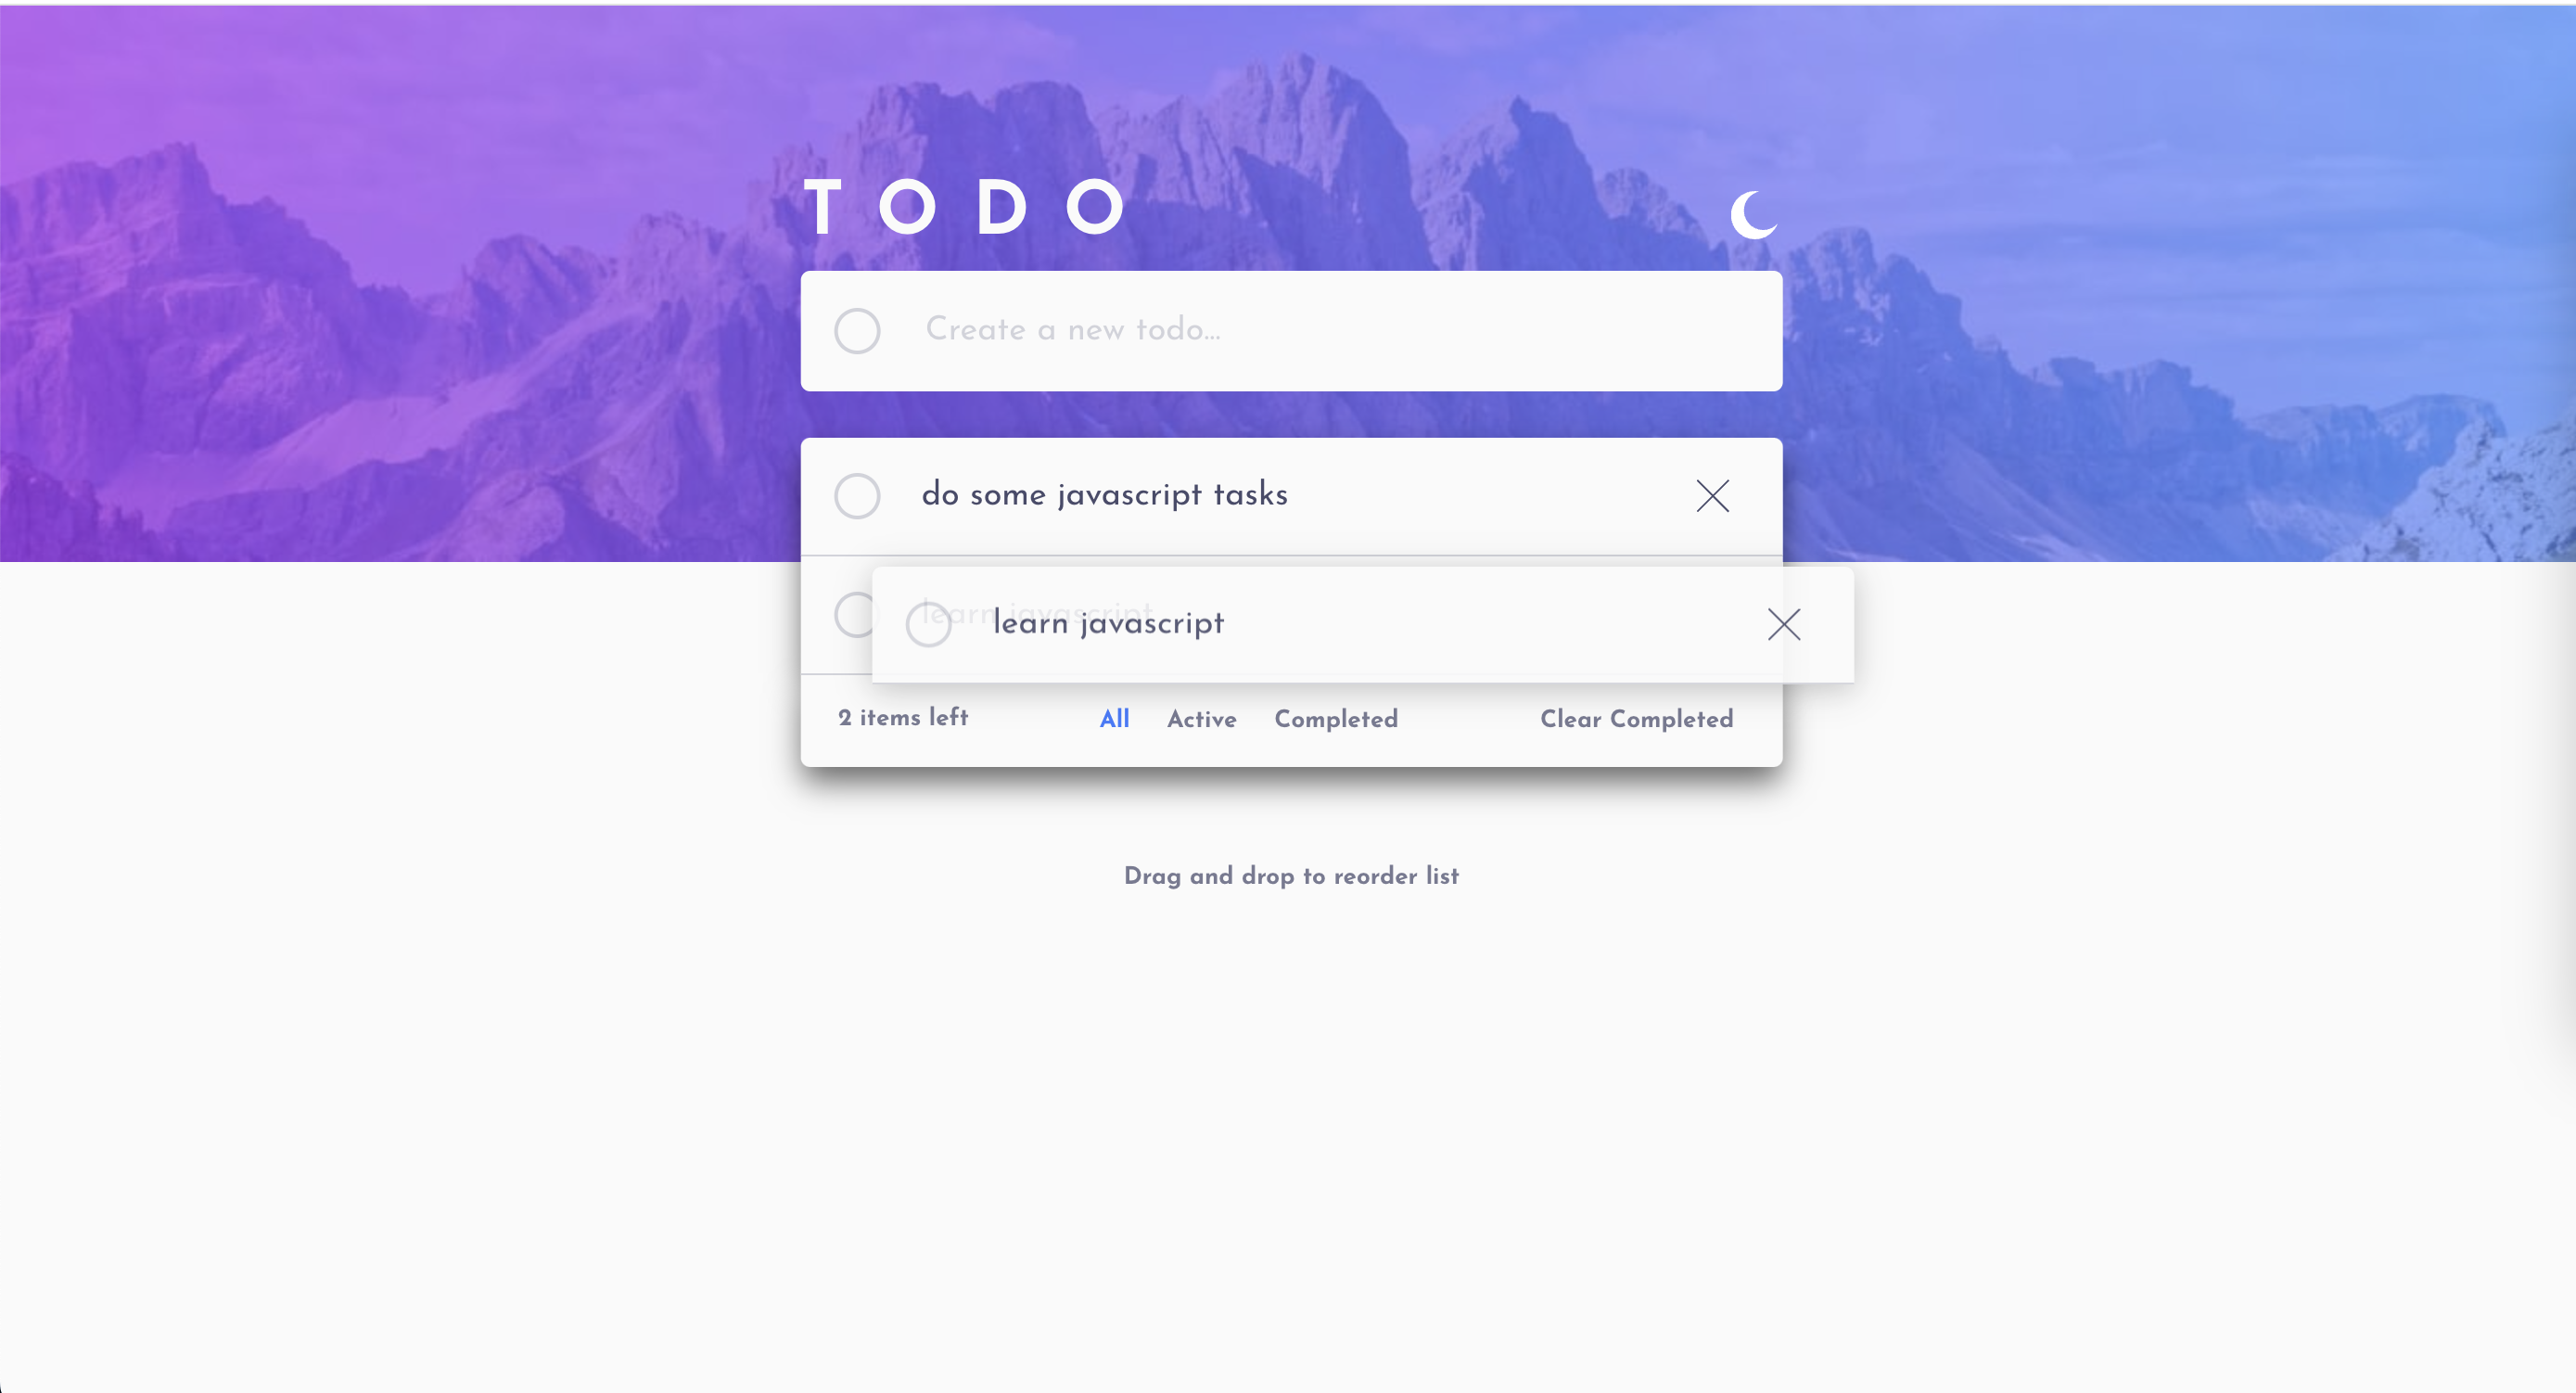 TODO
Create a new todo...
do some javascript tasks
learn javascript
learn javascript
2 items left
All Active Completed
Clear Completed
Drag and drop to reorder list